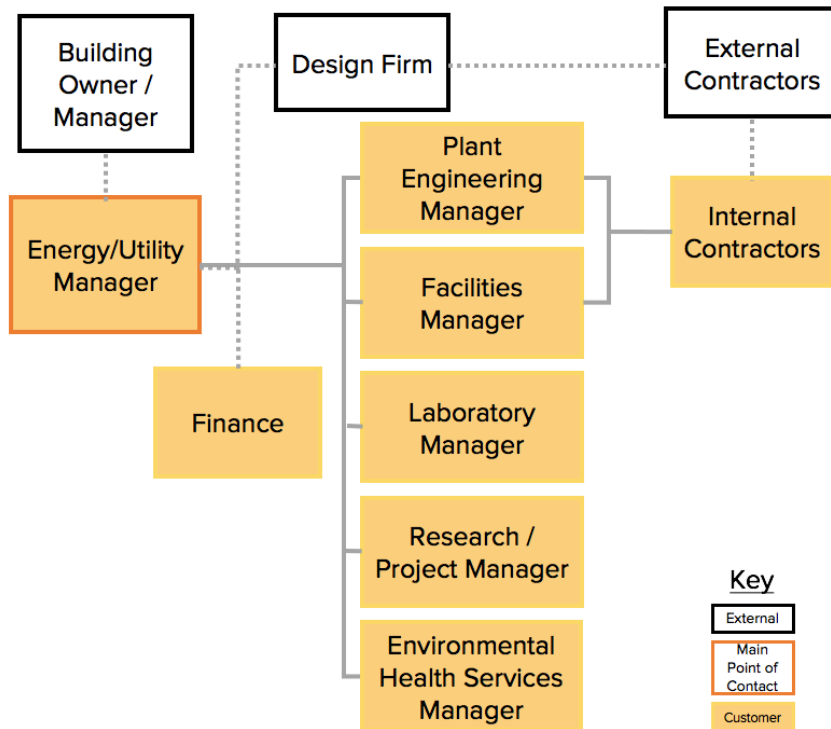 Building
Owner /
Manager
Design Firm
External
Contractors
Plant
Engineering
Manager
Energy/Utility
Manager
Internal
Contractors
Facilities
Manager
Finance
Laboratory
Manager
Research /
Project Manager
Environmental
Health Services
Manager
Key
External
Main
Point of
Contact
Customer